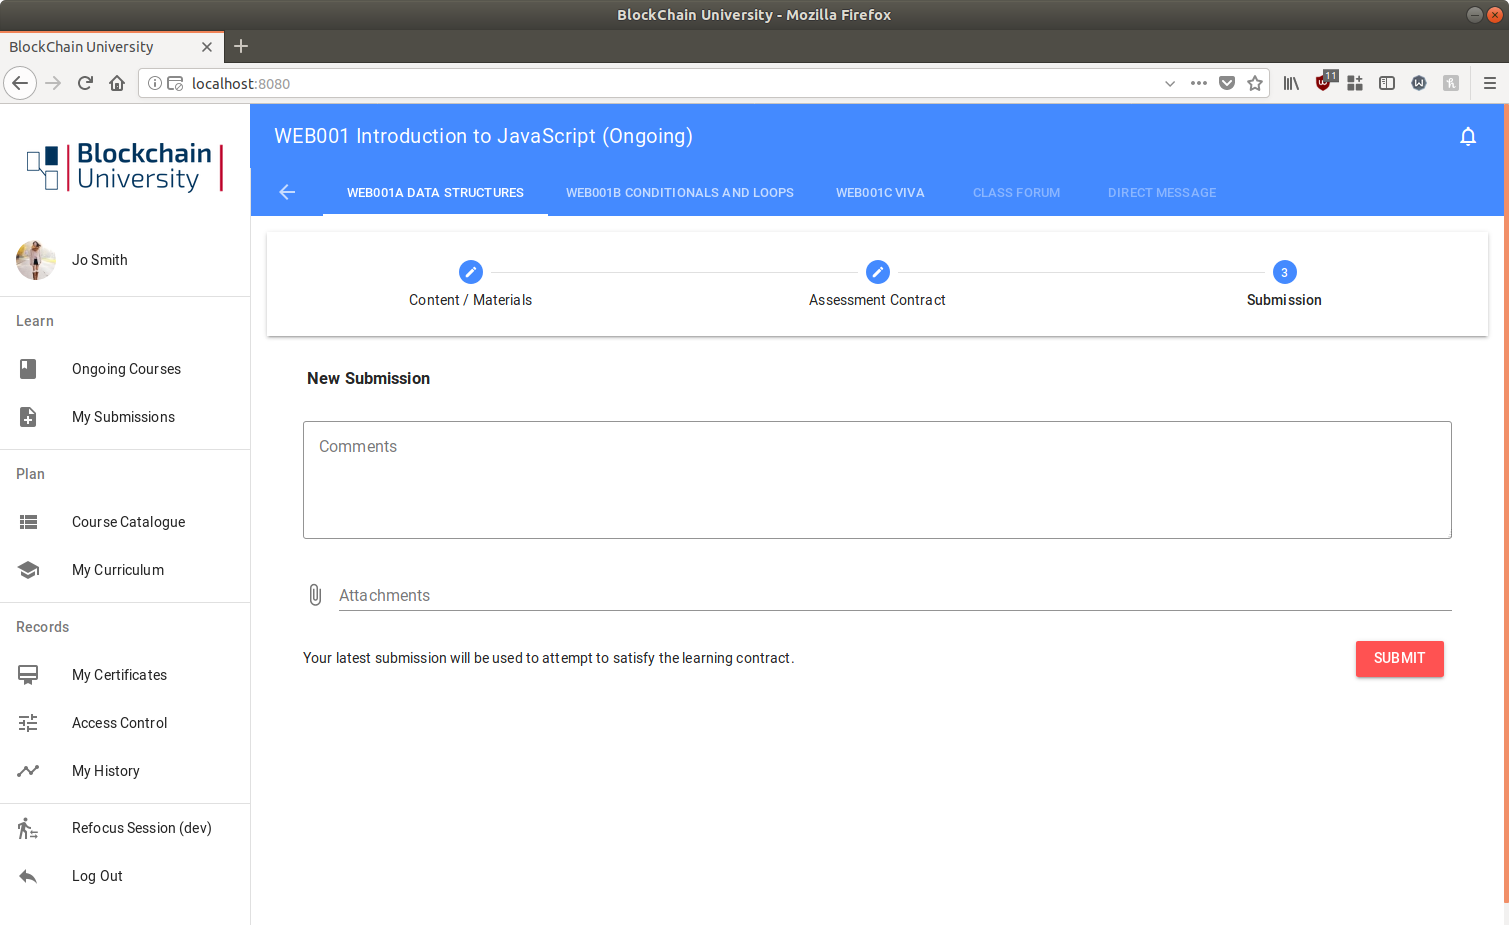 BlockChain University - Mozilla Firefox
BlockChain University
localhost:8080
11
Blockchain
University
WEB001 Introduction to JavaScript (Ongoing)
WEB001A DATA STRUCTURES WEB001B CONDITIONALS AND LOOPS WEB001C VIVA CLASS FORUM DIRECT MESSAGE
Jo Smith
Learn
Ongoing Courses
My Submissions
Plan
Course Catalogue
My Curriculum
Records
My Certificates
Access Control
My History
Refocus Session (dev)
Log Out
3
Content / Materials Assessment Contract Submission
New Submission
Comments
Attachments
Your latest submission will be used to attempt to satisfy the learning contract.
SUBMIT